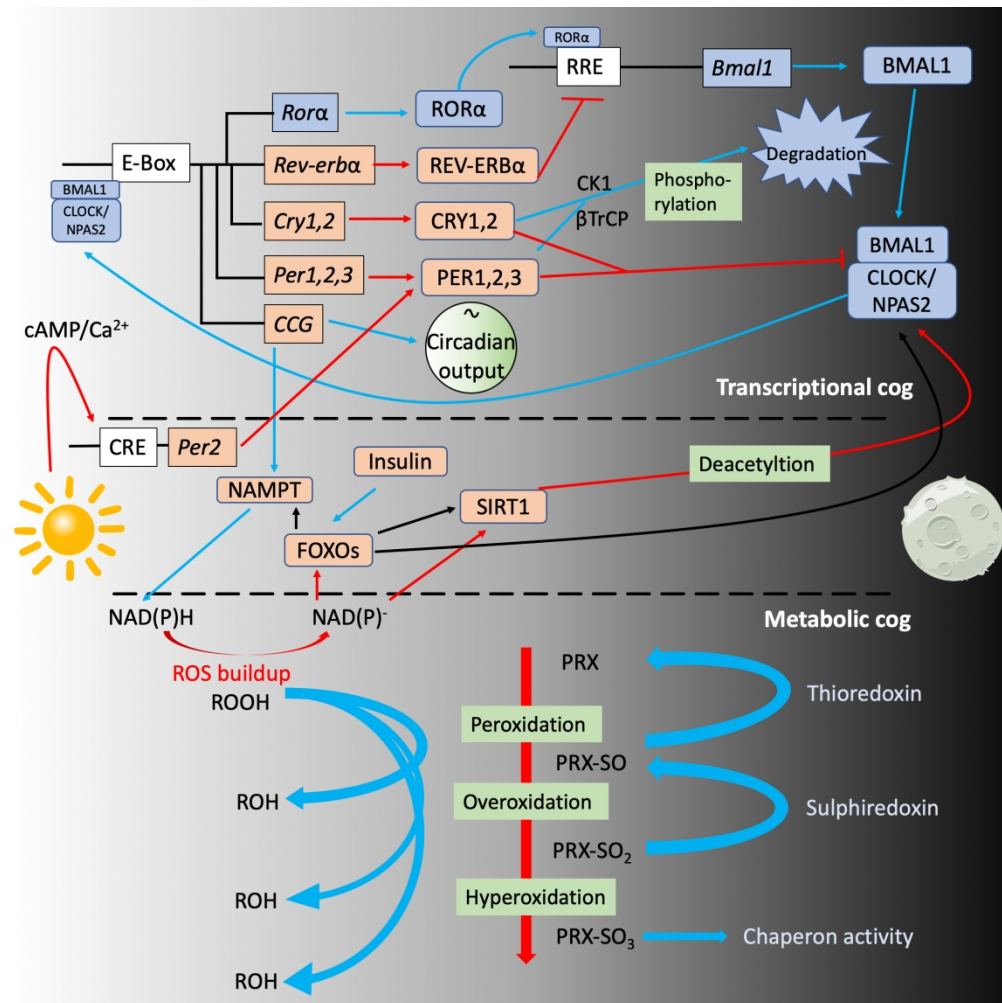 RORα
RRE
Bmal1
BMAL1
Rorα
RORα
E-Box
Rev-erbα
REV-ERBα
Degradation
BMAL1
CLOCK/
NPAS2
CK1
βTrCP
Phospho-
rylation
Cry1,2
CRY1,2
BMAL1
CLOCK/
NPAS2
Per1,2,3
PER1,2,3
CCG
~
Circadian
output
cAMP/Ca²⁺
Transcriptional cog
CRE
Per2
Insulin
Deacetyltion
NAMPT
SIRT1
FOXOs
NAD(P)H
NAD(P)⁻
Metabolic cog
ROS buildup
ROOH
PRX
Thioredoxin
Peroxidation
PRX-SO
ROH
Overoxidation
Sulphiredoxin
PRX-SO₂
ROH
Hyperoxidation
PRX-SO₃
Chaperon activity
ROH